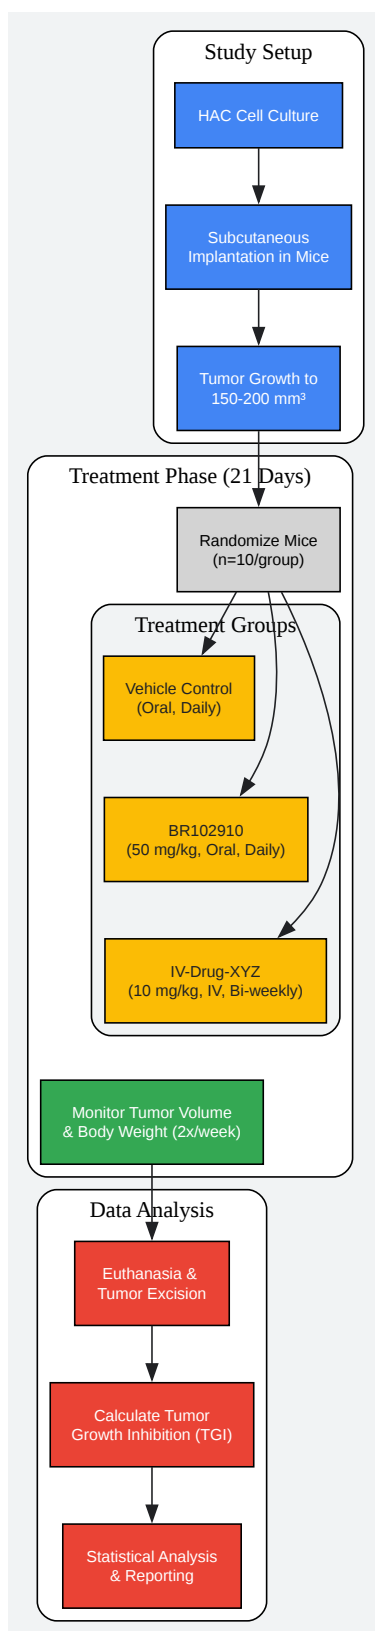 Study Setup
HAC Cell Culture
Subcutaneous
Implantation in Mice
Tumor Growth to
150-200 mm³
Treatment Phase (21 Days)
Randomize Mice
(n=10/group)
Treatment Groups
Vehicle Control
(Oral, Daily)
BR102910
(50 mg/kg, Oral, Daily)
IV-Drug-XYZ
(10 mg/kg, IV, Bi-weekly)
Monitor Tumor Volume
& Body Weight (2x/week)
Data Analysis
Euthanasia &
Tumor Excision
Calculate Tumor
Growth Inhibition (TGI)
Statistical Analysis
& Reporting